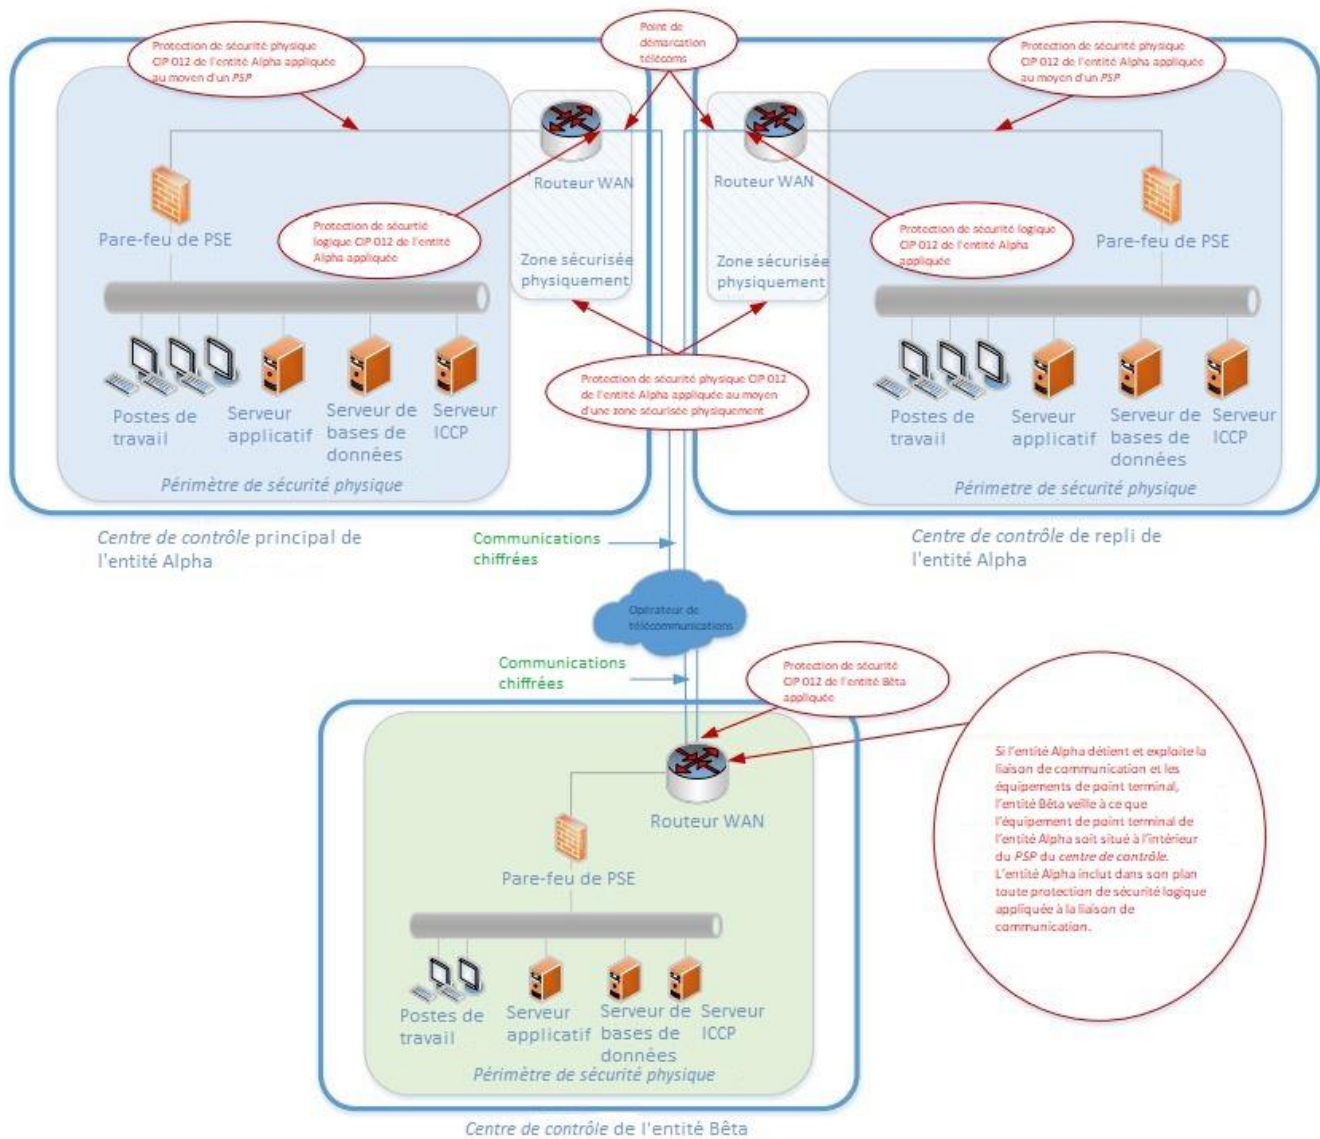 Protection de sécurité physique
CIP 012 de l'entité Alpha appliquée
au moyen d'un PSP
Point de
démarcation
télécoms
Protection de sécurité physique
CIP 012 de l'entité Alpha appliquée
au moyen d'un PSP
Routeur WAN
Routeur WAN
Pare-feu de PSE
Protection de sécurtié
logique CIP 012 de l'entité
Alpha appliquée
Zone sécurisée
physiquement
Zone sécurisée
physiquement
Protection de sécurité logique
CIP 012 de l'entité Alpha
appliquée
Pare-feu de PSE
Postes de
travail
Serveur
applicatif
Serveur de
bases de
données
Serveur
ICCP
Périmètre de sécurité physique
Protection de sécurité physique CIP 012
de l'entité Alpha appliquée au moyen
d'une zone sécurisée physiquement
Postes de
travail
Serveur
applicatif
Serveur de
bases de
données
Serveur
ICCP
Périmetre de sécurité physique
Centre de contrôle principal de
l'entité Alpha
Communications
chiffrées
Centre de contrôle de repli de
l'entité Alpha
Opérateur de
télécommunications
Communications
chiffrées
Protection de sécurité
CIP 012 de l'entité Bêta
appliquée
Si l'entité Alpha détient et exploite la
liaison de communication et les
équipements de point terminal,
l'entité Bêta veille à ce que
l'équipement de point terminal de
l'entité Alpha soit situé à l'intérieur
du PSP du centre de contrôle.
L'entité Alpha inclut dans son plan
toute protection de sécurité logique
appliquée à la liaison de
communication.
Routeur WAN
Pare-feu de PSE
Postes de
travail
Serveur
applicatif
Serveur de
bases de
données
Serveur
ICCP
Périmètre de sécurité physique
Centre de contrôle de l'entité Bêta